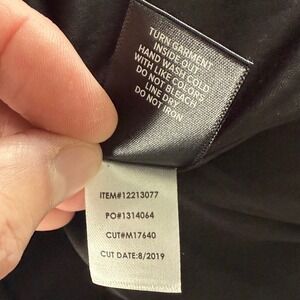 TURN GARMENT
INSIDE OUT
HAND WASH COLD
WITH LIKE COLORS
DO NOT BLEACH
LINE DRY
DO NOT IRON
ITEM#12213077
PO#1314064
CUT#M17640
CUT DATE:8/2019